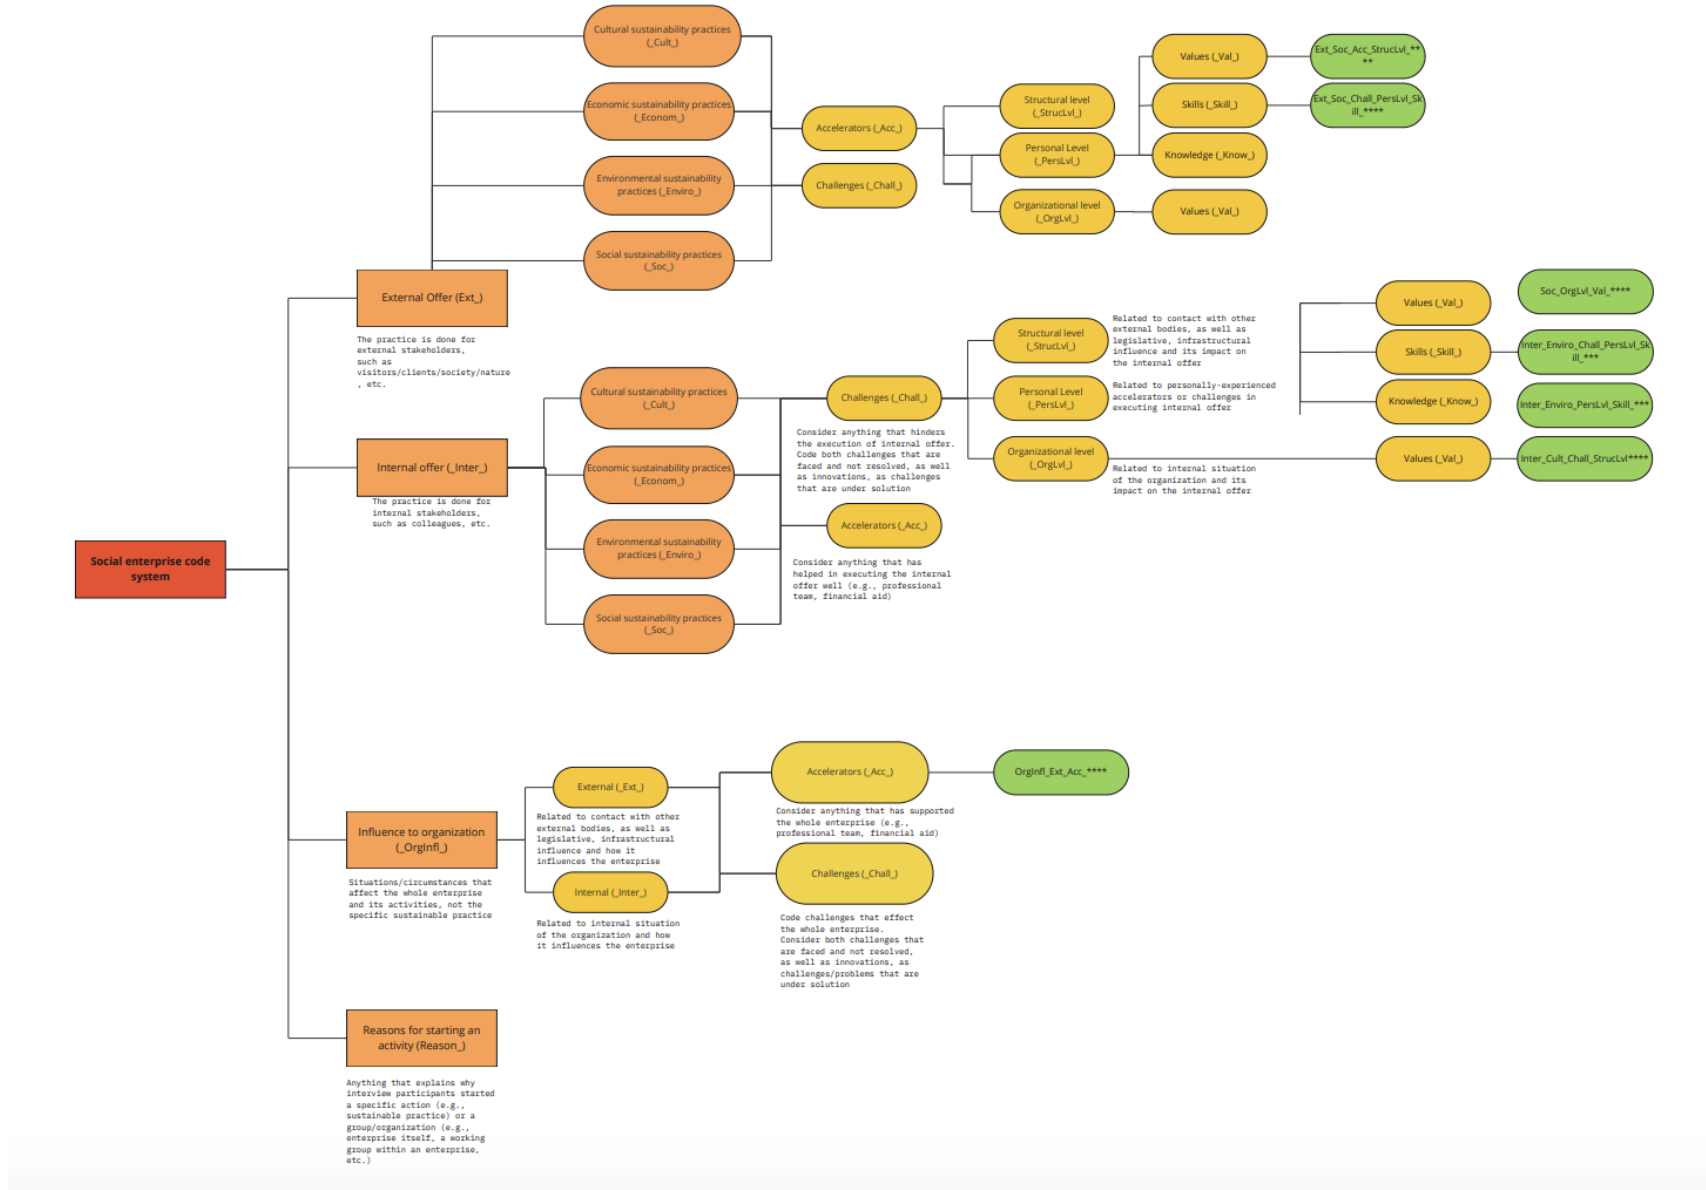 Cultural sustainability practices
(_Cult_)
Economic sustainability practices
(_Econom_)
Environmental sustainability
practices (_Enviro_)
Social sustainability practices
(_Soc_)
Accelerators (_Acc_)
Challenges (_Chall_)
Structural level
(_StrucLvl_)
Personal Level
(_PersLvl_)
Organizational level
(_OrgLvl_)
Values (_Val_)
Skills (_Skill_)
Knowledge (_Know_)
Values (_Val_)
Ext_Soc_Acc_StrucLvl_**
**
Ext_Soc_Chall_PersLvl_Sk
ill_****
External Offer (Ext_)
The practice is done for
external stakeholders,
such as
visitors/clients/society/nature
, etc.
Internal offer (_Inter_)
The practice is done for
internal stakeholders,
such as colleagues, etc.
Cultural sustainability practices
(_Cult_)
Economic sustainability practices
(_Econom_)
Environmental sustainability
practices (_Enviro_)
Social sustainability practices
(_Soc_)
Challenges (_Chall_)
Consider anything that hinders
the execution of internal offer.
Code both challenges that are
faced and not resolved, as well
as innovations, as challenges
that are under solution
Accelerators (_Acc_)
Consider anything that has
helped in executing the internal
offer well (e.g., professional
team, financial aid)
Structural level
(_StrucLvl_)
Related to contact with other
external bodies, as well as
legislative, infrastructural
influence and its impact on
the internal offer
Personal Level
(_PersLvl_)
Related to personally-experienced
accelerators or challenges in
executing internal offer
Organizational level
(_OrgLvl_)
Related to internal situation
of the organization and its
impact on the internal offer
Values (_Val_)
Skills (_Skill_)
Knowledge (_Know_)
Values (_Val_)
Soc_OrgLvl_Val_****
Inter_Enviro_Chall_PersLvl_Sk
ill_***
Inter_Enviro_PersLvl_Skill_***
Inter_Cult_Chall_StrucLvl****
Social enterprise code
system
Influence to organization
(_OrgInfl_)
Situations/circumstances that
affect the whole enterprise
and its activities, not the
specific sustainable practice
External (_Ext_)
Related to contact with other
external bodies, as well as
legislative, infrastructural
influence and how it
influences the enterprise
Internal (_Inter_)
Related to internal situation
of the organization and how
it influences the enterprise
Accelerators (_Acc_)
Consider anything that has supported
the whole enterprise (e.g.,
professional team, financial aid)
Challenges (_Chall_)
Code challenges that effect
the whole enterprise.
Consider both challenges that
are faced and not resolved,
as well as innovations, as
challenges/problems that are
under solution
OrgInfl_Ext_Acc_****
Reasons for starting an
activity (Reason_)
Anything that explains why
interview participants started
a specific action (e.g.,
sustainable practice) or a
group/organization (e.g.,
enterprise itself, a working
group within an enterprise,
etc.)